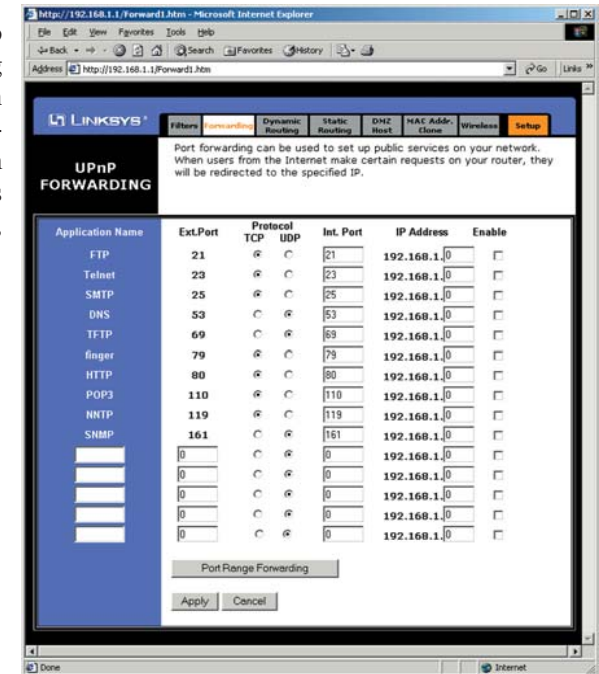 http://192.168.1.1/Forward1.htm - Microsoft Internet Explorer
File Edit View Favorites Tools Help
Back Search Favorites History
Address http://192.168.1.1/Forward1.htm Go Links »
LINKSYS® Filters Forwarding Dynamic Routing Static Routing DMZ Host MAC Addr. Clone Wireless Setup
UPnP FORWARDING
Port forwarding can be used to set up public services on your network.
When users from the Internet make certain requests on your router, they
will be redirected to the specified IP.
Application Name Ext.Port Protocol TCP UDP Int. Port IP Address Enable
FTP 21 21 192.168.1.0
Telnet 23 23 192.168.1.0
SMTP 25 25 192.168.1.0
DNS 53 53 192.168.1.0
TFTP 69 69 192.168.1.0
finger 79 79 192.168.1.0
HTTP 80 80 192.168.1.0
POP3 110 110 192.168.1.0
NNTP 119 119 192.168.1.0
SNMP 161 161 192.168.1.0
0 0 192.168.1.0
0 0 192.168.1.0
0 0 192.168.1.0
0 0 192.168.1.0
0 0 192.168.1.0
Port Range Forwarding
Apply Cancel
Done Internet